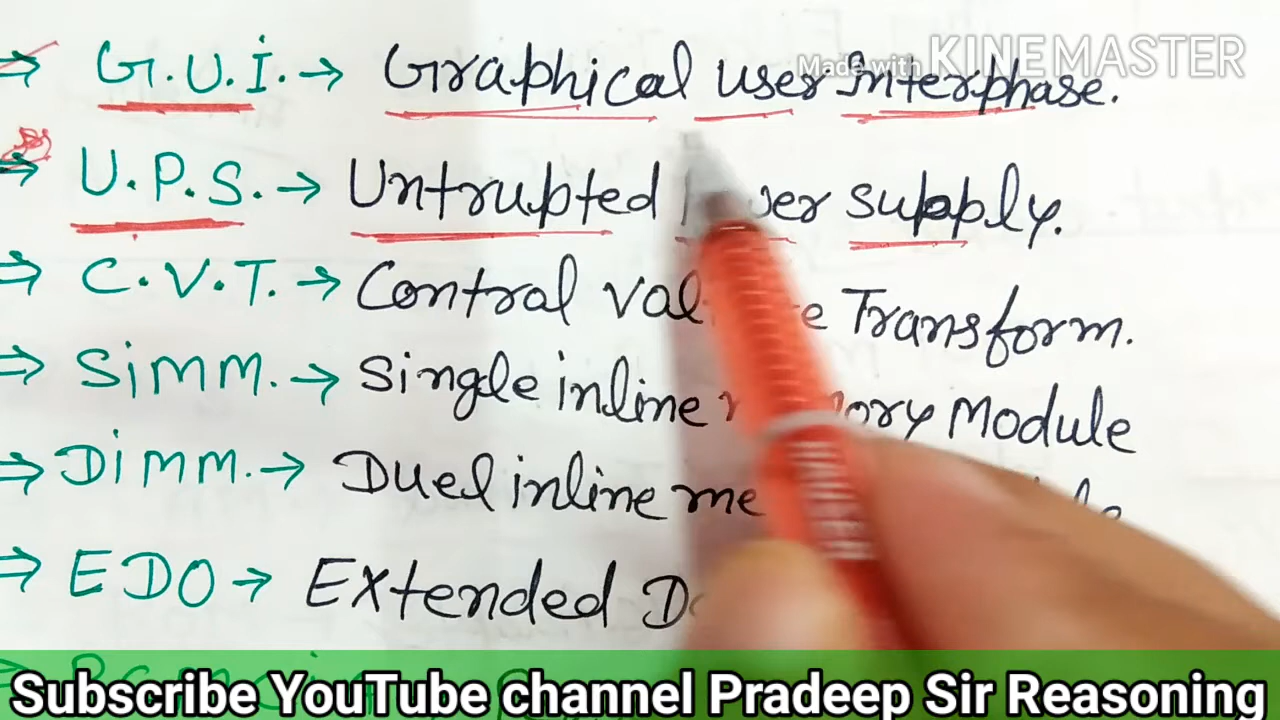 ⇒ G.U.I. → Graphical user Interphase.
Made with KINEMASTER
⇒ U.P.S. → Untrupted supply.
⇒ C.V.T. → Contral Transform.
⇒ SiMM. → Single inline Module
⇒ DiMM. → Duel inline
⇒ EDO → Extended
Subscribe YouTube channel Pradeep Sir Reasoning